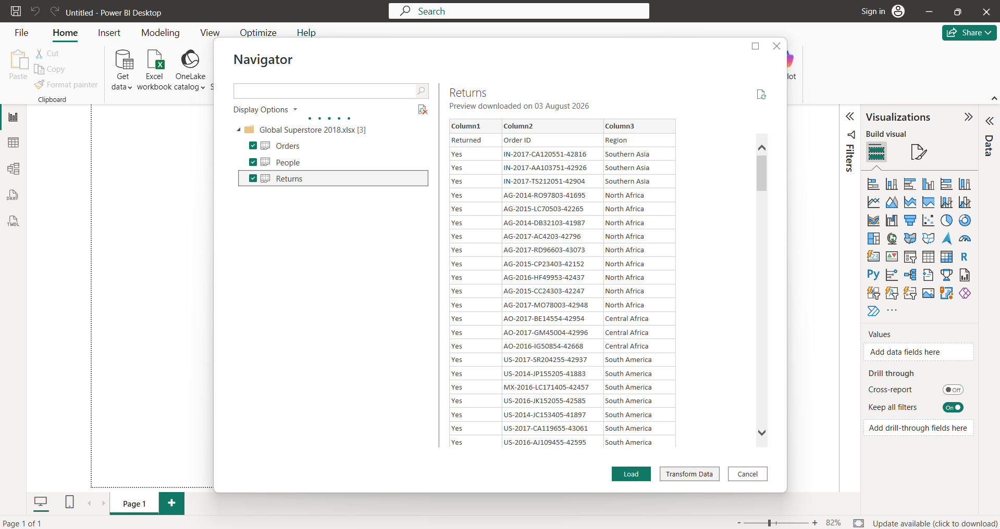 Untitled - Power BI Desktop
Search
Sign in
File
Home
Insert
Modeling
View
Optimize
Help
Share
Paste
Cut
Copy
Format painter
Clipboard
Get
data
Excel
workbook
OneLake
catalog
S
lot
Navigator
Display Options
Global Superstore 2018.xlsx [3]
Orders
People
Returns
Returns
Preview downloaded on 03 August 2026
Column1 Column2 Column3
Returned Order ID Region
Yes IN-2017-CA120551-42816 Southern Asia
Yes IN-2017-AA103751-42926 Southern Asia
Yes IN-2017-TS212051-42904 Southern Asia
Yes AG-2014-RO97803-41695 North Africa
Yes AG-2015-LC70503-42265 North Africa
Yes AG-2014-DB32103-41987 North Africa
Yes AG-2017-AC4203-42796 North Africa
Yes AG-2017-RD96603-43073 North Africa
Yes AG-2015-CP23403-42152 North Africa
Yes AG-2016-HF49953-42437 North Africa
Yes AG-2015-CC24303-42247 North Africa
Yes AG-2017-MO78003-42948 North Africa
Yes AO-2017-BE14554-42954 Central Africa
Yes AO-2017-GM45004-42996 Central Africa
Yes AO-2016-IG50854-42668 Central Africa
Yes US-2017-SR204255-42937 South America
Yes US-2014-JP155205-41883 South America
Yes MX-2016-LC171405-42457 South America
Yes US-2016-JK152055-42585 South America
Yes US-2014-JC153405-41897 South America
Yes US-2017-CA119655-43061 South America
Yes US-2016-AJ109455-42595 South America
Load
Transform Data
Cancel
Filters
Visualizations
Build visual
123
R
Py
Values
Add data fields here
Drill through
Cross-report
Off
Keep all filters
On
Add drill-through fields here
Data
DAX
TMDL
Page 1
+
Page 1 of 1
- + 82%
Update available (click to download)